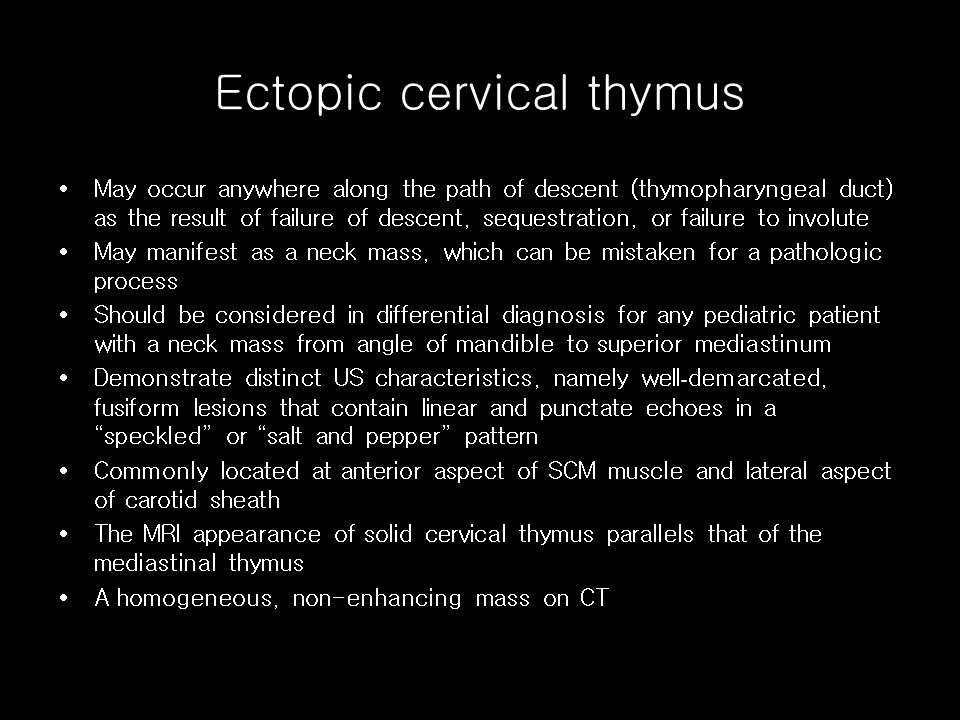 Ectopic cervical thymus
• May occur anywhere along the path of descent (thymopharyngeal duct)
as the result of failure of descent, sequestration, or failure to involute
• May manifest as a neck mass, which can be mistaken for a pathologic
process
• Should be considered in differential diagnosis for any pediatric patient
with a neck mass from angle of mandible to superior mediastinum
• Demonstrate distinct US characteristics, namely well-demarcated,
fusiform lesions that contain linear and punctate echoes in a
“speckled” or “salt and pepper” pattern
• Commonly located at anterior aspect of SCM muscle and lateral aspect
of carotid sheath
• The MRI appearance of solid cervical thymus parallels that of the
mediastinal thymus
• A homogeneous, non-enhancing mass on CT